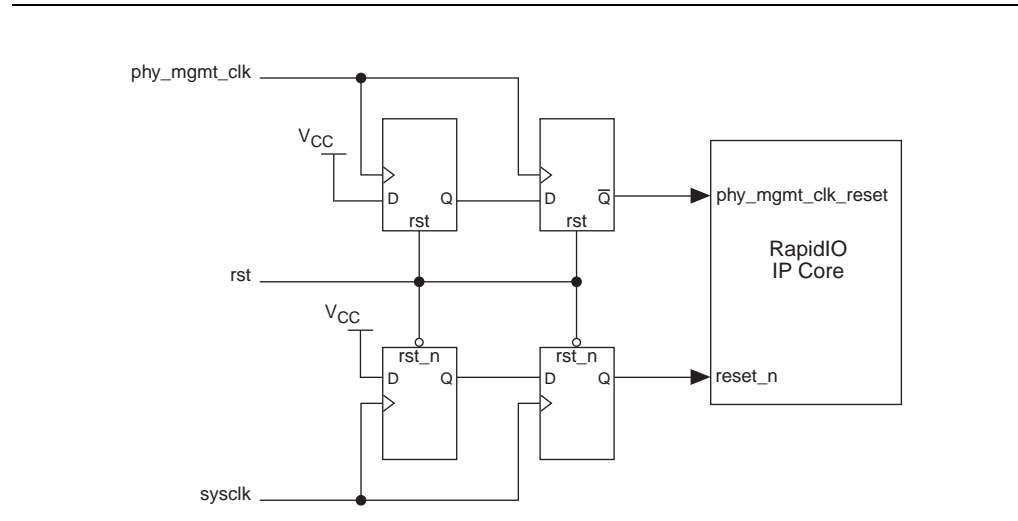 phy_mgmt_clk
VCC
D
Q
rst
D
Q̅
rst
phy_mgmt_clk_reset
RapidIO
IP Core
rst
VCC
rst_n
D
Q
rst_n
D
Q
reset_n
sysclk